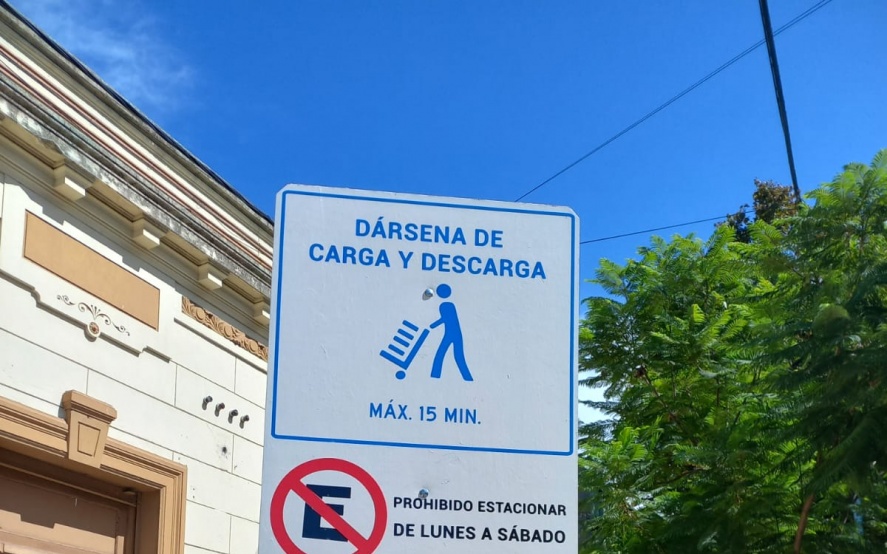 DÁRSENA DE
CARGA Y DESCARGA
MÁX. 15 MIN.
E
PROHIBIDO ESTACIONAR
DE LUNES A SÁBADO